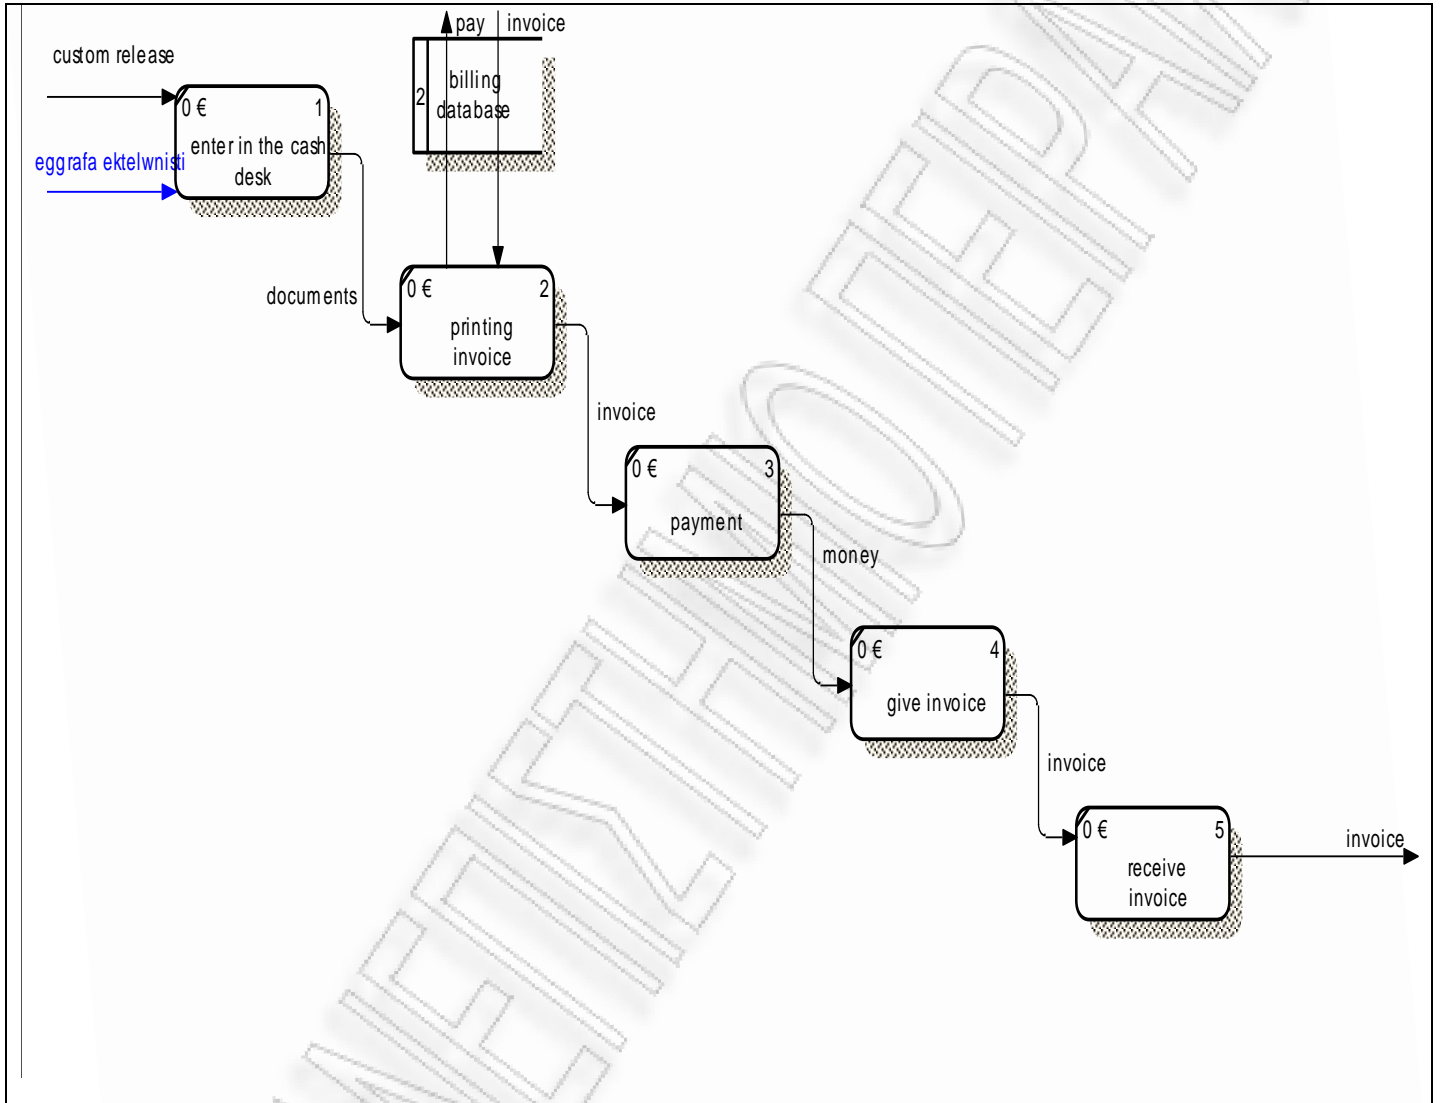 pay
invoice
custom release
billing
database
2
0 €
1
enter in the cash
desk
eggrafa ektelwnisti
documents
0 €
2
printing
invoice
invoice
0 €
3
payment
money
0 €
4
give invoice
invoice
0 €
5
receive
invoice
invoice